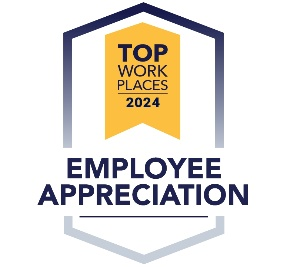 TOP
WORK
PLACES
2024
EMPLOYEE
APPRECIATION